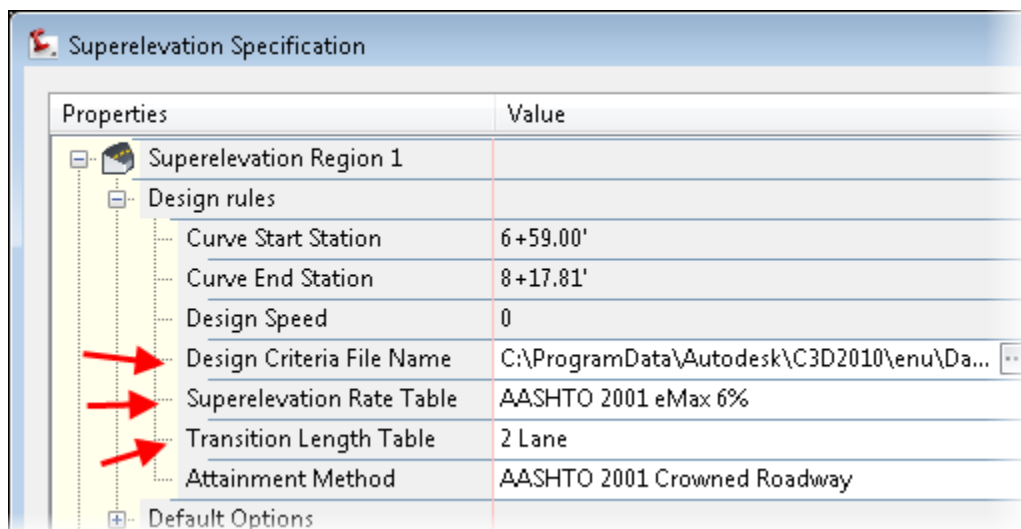 Superelevation Specification
Properties Value
Superelevation Region 1
Design rules
Curve Start Station 6+59.00'
Curve End Station 8+17.81'
Design Speed 0
Design Criteria File Name C:\ProgramData\Autodesk\C3D2010\enu\Da...
Superelevation Rate Table AASHTO 2001 eMax 6%
Transition Length Table 2 Lane
Attainment Method AASHTO 2001 Crowned Roadway
Default Options